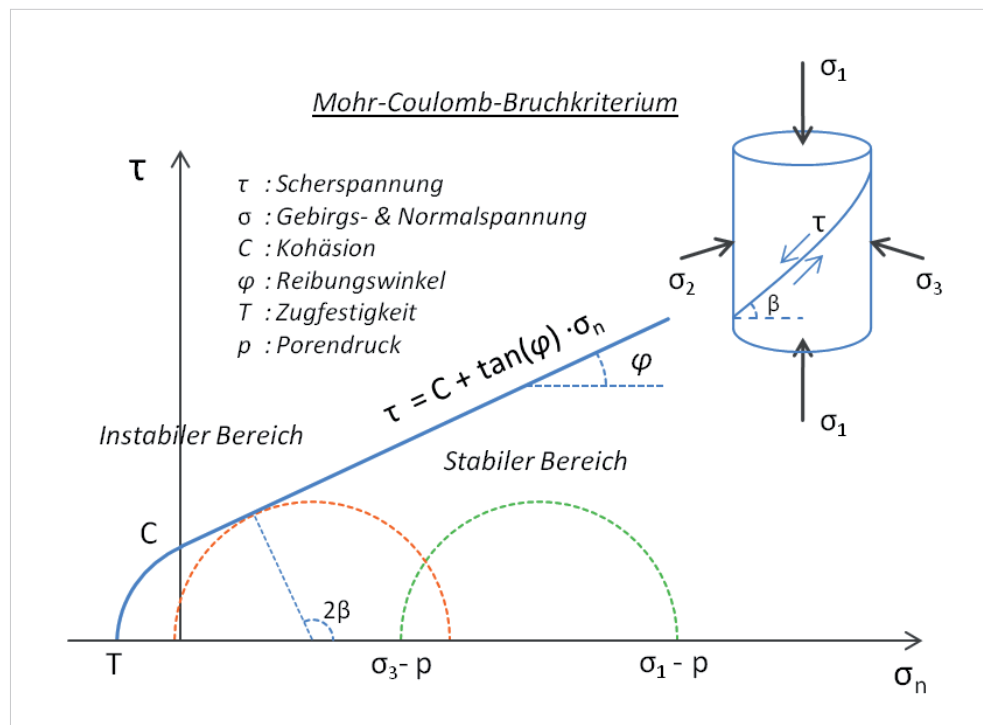 Mohr-Coulomb-Bruchkriterium
τ
τ : Scherspannung
σ : Gebirgs- & Normalspannung
C : Kohäsion
φ : Reibungswinkel
T : Zugfestigkeit
p : Porendruck
σ₁
τ
σ₂
σ₃
β
σ₁
τ = C + tan(φ) · σₙ
φ
Instabiler Bereich
Stabiler Bereich
C
2β
T
σ₃- p
σ₁ - p
σₙ